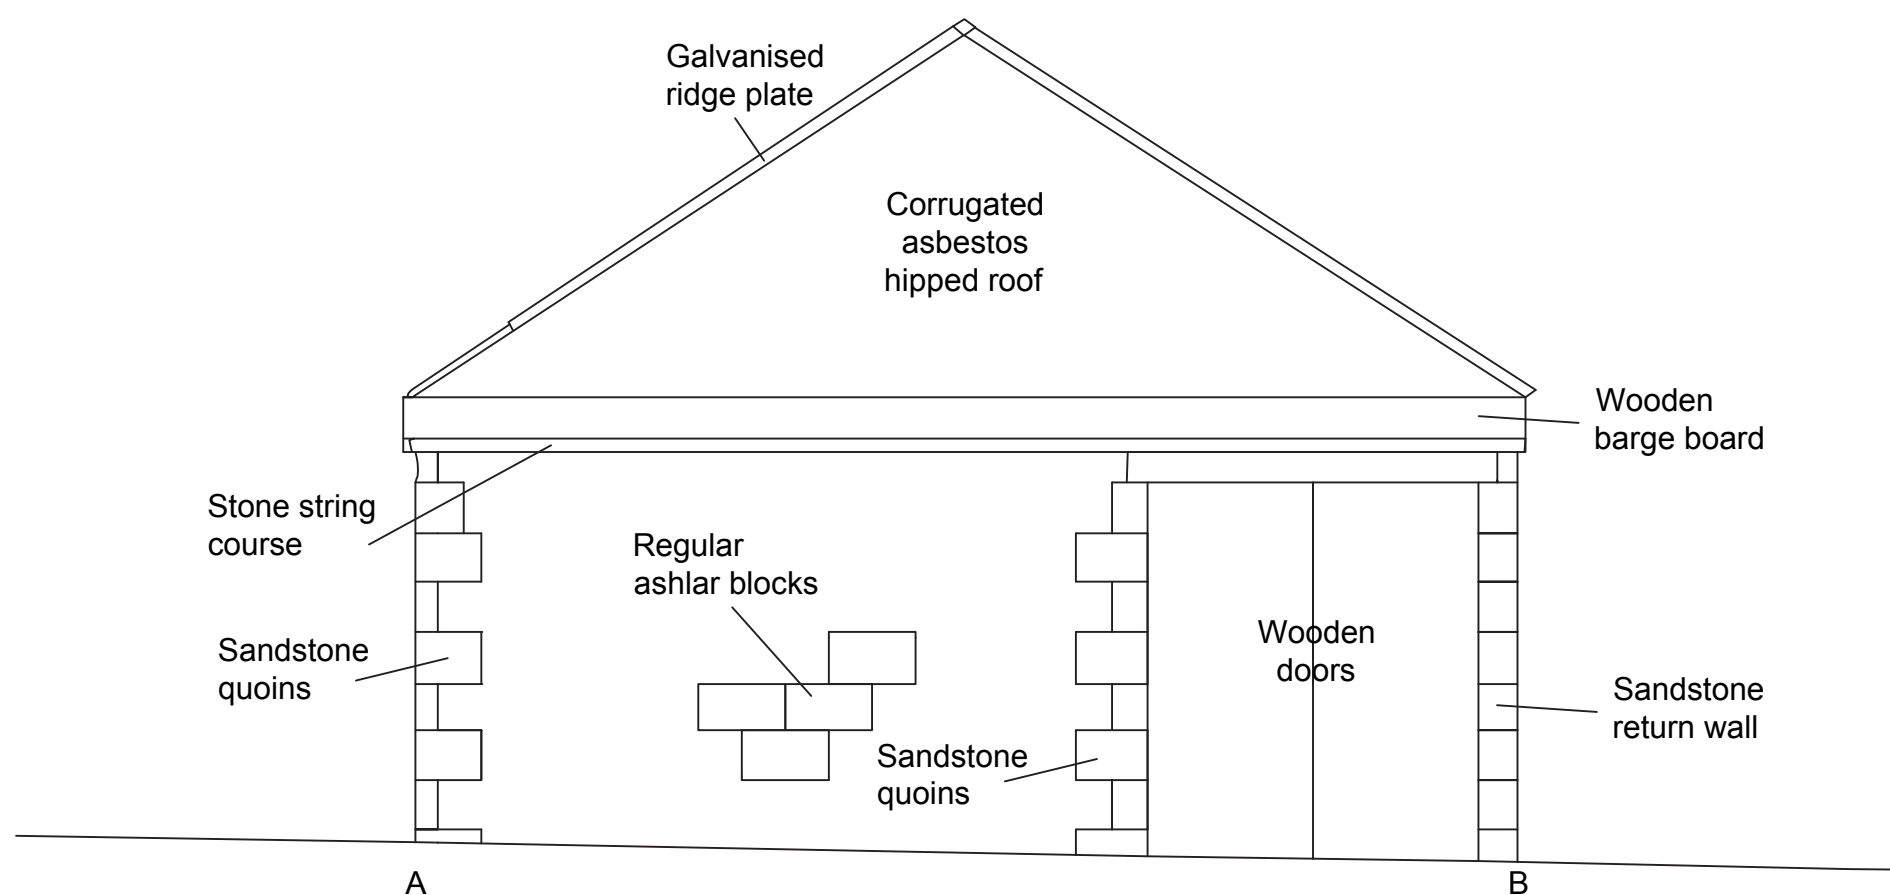 Galvanised
ridge plate
Corrugated
asbestos
hipped roof
Wooden
barge board
Stone string
course
Regular
ashlar blocks
Sandstone
quoins
Wooden
doors
Sandstone
return wall
Sandstone
quoins
A
B